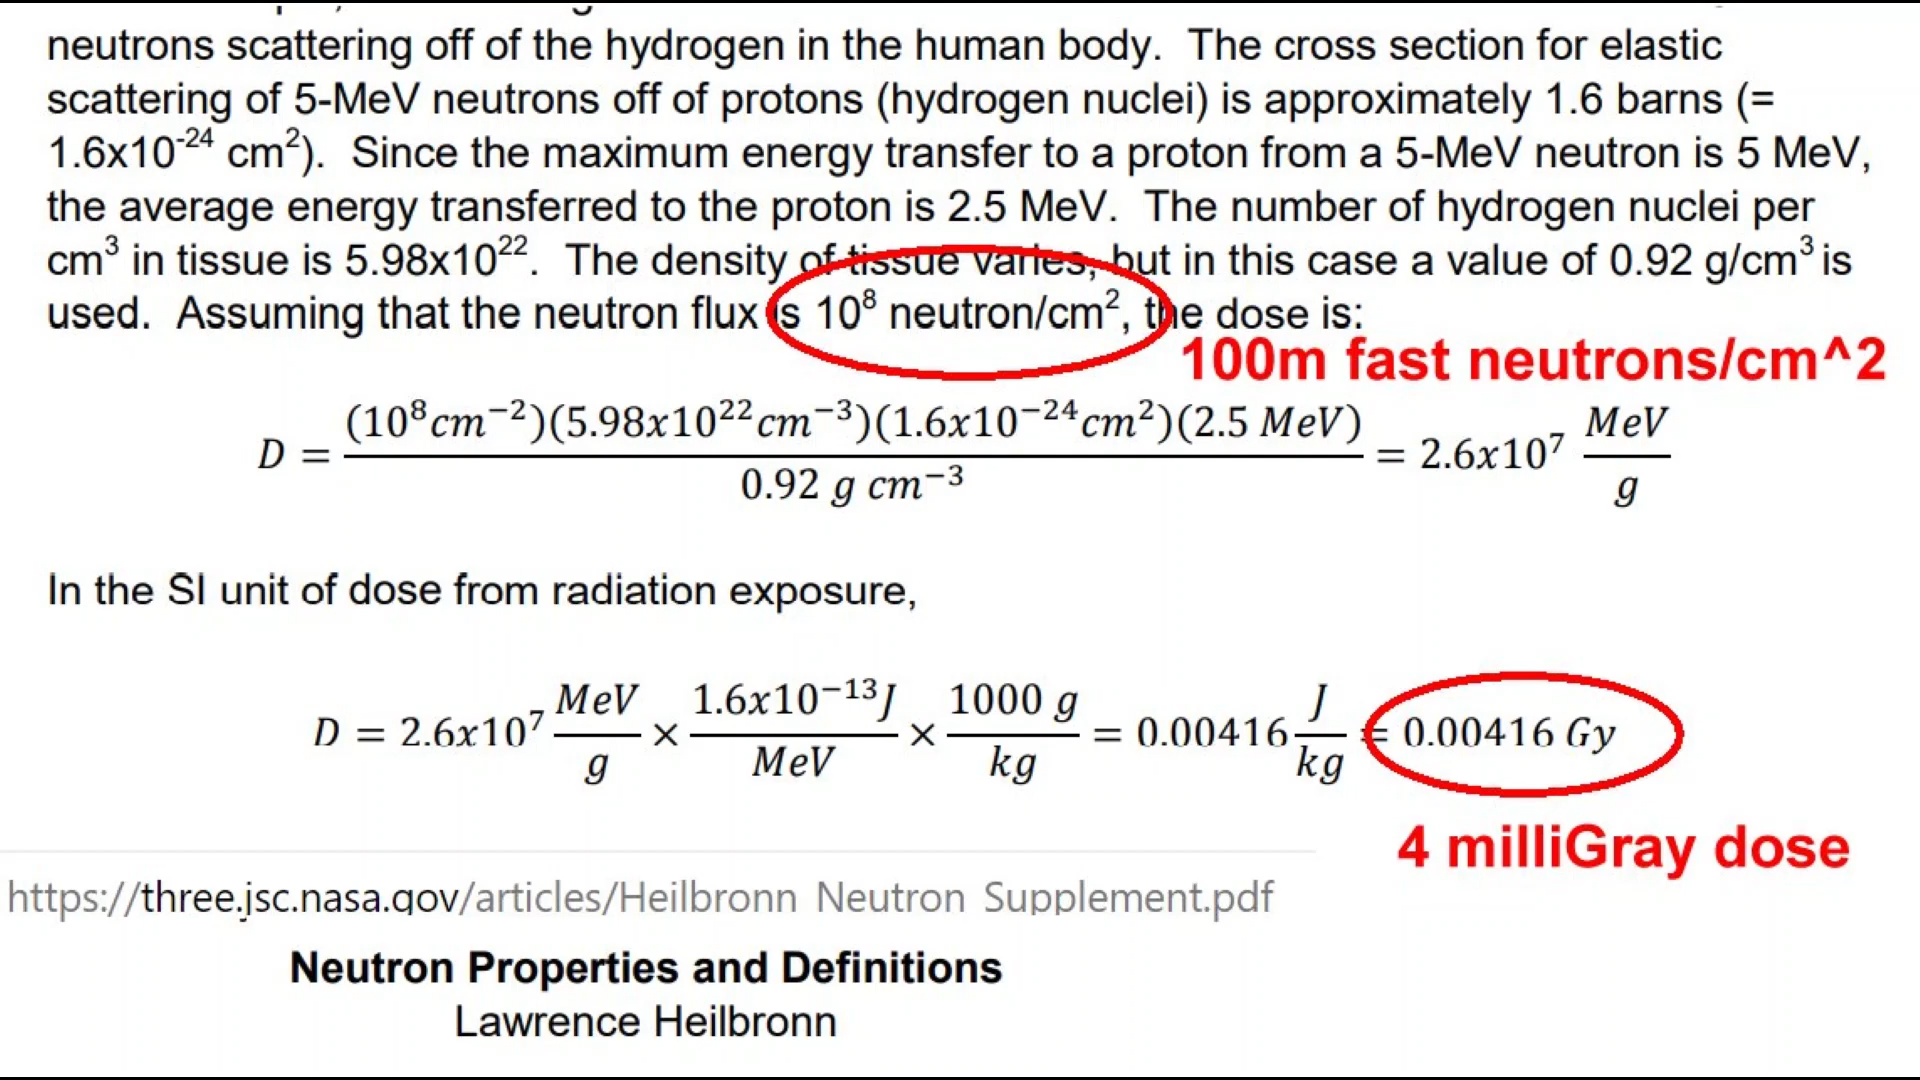 neutrons scattering off of the hydrogen in the human body. The cross section for elastic
scattering of 5-MeV neutrons off of protons (hydrogen nuclei) is approximately 1.6 barns (=
1.6x10⁻²⁴ cm²). Since the maximum energy transfer to a proton from a 5-MeV neutron is 5 MeV,
the average energy transferred to the proton is 2.5 MeV. The number of hydrogen nuclei per
cm³ in tissue is 5.98x10²². The density of tissue varies, but in this case a value of 0.92 g/cm³ is
used. Assuming that the neutron flux is 10⁸ neutron/cm², the dose is:
100m fast neutrons/cm^2
D = (10⁸cm⁻²)(5.98x10²²cm⁻³)(1.6x10⁻²⁴cm²)(2.5 MeV) / 0.92 g cm⁻³ = 2.6x10⁷ MeV / g
In the SI unit of dose from radiation exposure,
D = 2.6x10⁷ MeV / g × 1.6x10⁻¹³J / MeV × 1000 g / kg = 0.00416 J / kg = 0.00416 Gy
4 milliGray dose
https://three.jsc.nasa.gov/articles/Heilbronn Neutron Supplement.pdf
Neutron Properties and Definitions
Lawrence Heilbronn